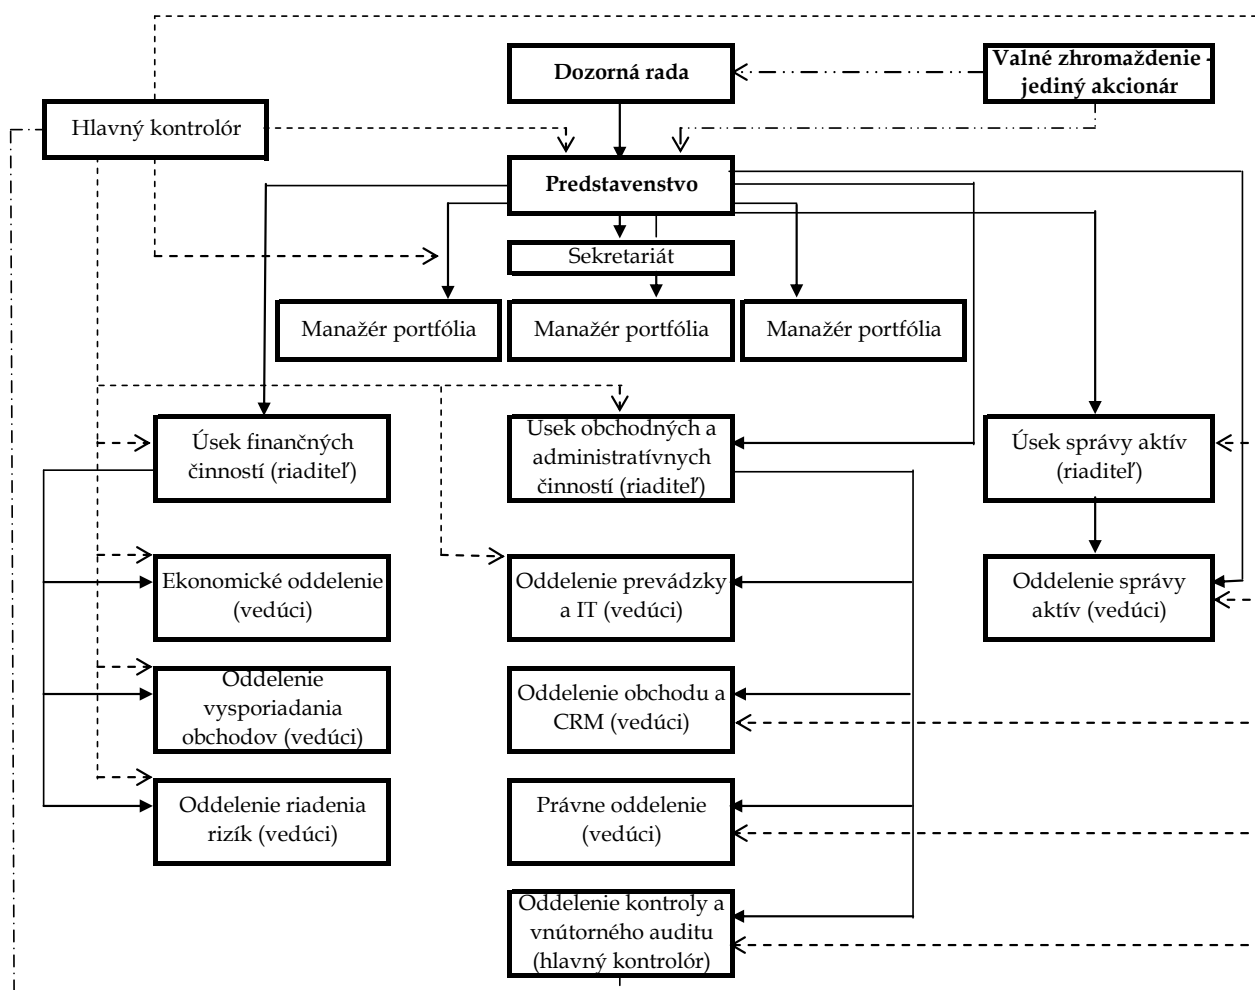 Dozorná rada
Valné zhromaždenie -
jediný akcionár
Hlavný kontrolór
Predstavenstvo
Sekretariát
Manažér portfólia
Manažér portfólia
Manažér portfólia
Úsek finančných
činností (riaditeľ)
Úsek obchodných a
administratívnych
činností (riaditeľ)
Úsek správy aktív
(riaditeľ)
Ekonomické oddelenie
(vedúci)
Oddelenie prevádzky
a IT (vedúci)
Oddelenie správy
aktív (vedúci)
Oddelenie
vysporiadania
obchodov (vedúci)
Oddelenie obchodu a
CRM (vedúci)
Oddelenie riadenia
rizík (vedúci)
Právne oddelenie
(vedúci)
Oddelenie kontroly a
vnútorného auditu
(hlavný kontrolór)